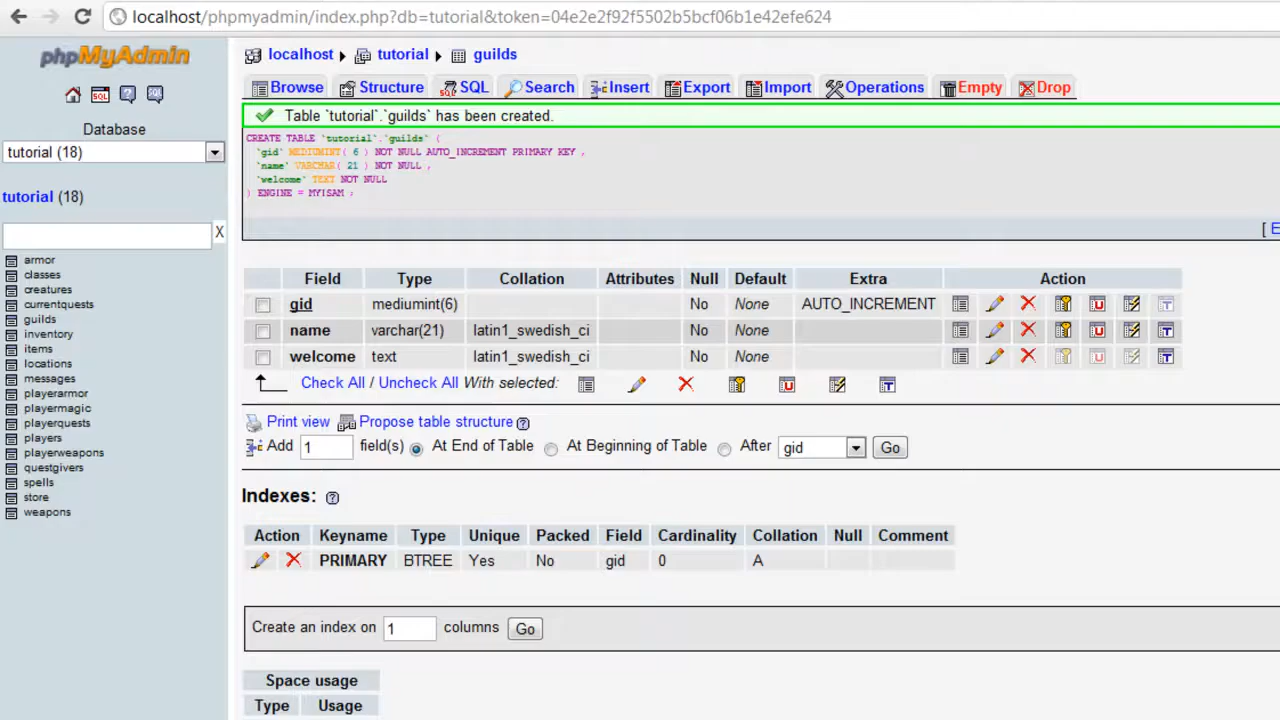 localhost/phpmyadmin/index.php?db=tutorial&token=04e2e2f92f5502b5bcf06b1e42efe624
phpMyAdmin
Database
tutorial (18)
tutorial (18)
X
armor
classes
creatures
currentquests
guilds
inventory
items
locations
messages
playerarmor
playermagic
playerquests
players
playerweapons
questgivers
spells
store
weapons
localhost tutorial guilds
Browse Structure SQL Search Insert Export Import Operations Empty Drop
Table `tutorial`.`guilds` has been created.
CREATE TABLE `tutorial`.`guilds` (
`gid` MEDIUMINT( 6 ) NOT NULL AUTO_INCREMENT PRIMARY KEY ,
`name` VARCHAR( 21 ) NOT NULL ,
`welcome` TEXT NOT NULL
) ENGINE = MYISAM ;
[ E
Field Type Collation Attributes Null Default Extra Action
gid mediumint(6) No None AUTO_INCREMENT
name varchar(21) latin1_swedish_ci No None
welcome text latin1_swedish_ci No None
Check All / Uncheck All With selected:
Print view Propose table structure
Add 1 field(s) At End of Table At Beginning of Table After gid Go
Indexes:
Action Keyname Type Unique Packed Field Cardinality Collation Null Comment
PRIMARY BTREE Yes No gid 0 A
Create an index on 1 columns Go
Space usage
Type Usage